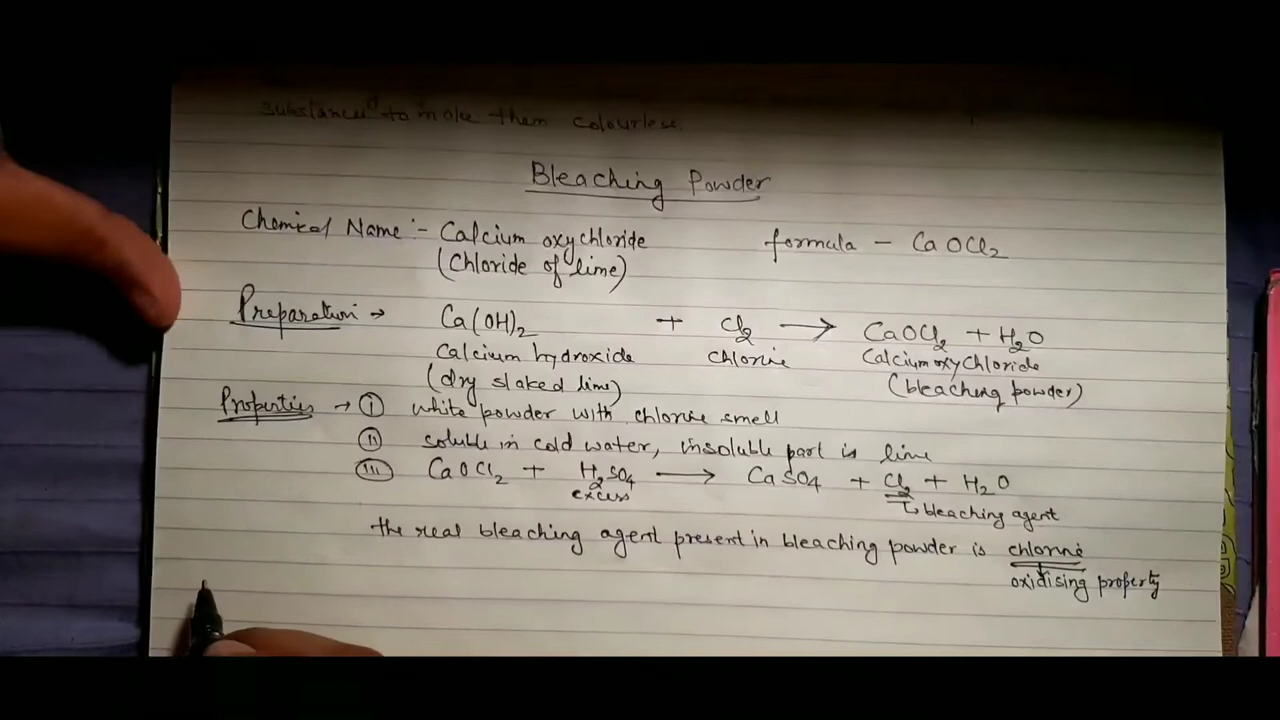 substances to make them colourless.
Bleaching Powder
Chemical Name :- Calcium oxychloride formula - CaOCl2
(Chloride of lime)
Preparation → Ca(OH)2 + Cl2 → CaOCl2 + H2O
Calcium hydroxide chlorine Calcium oxychloride
(dry slaked lime) (bleaching powder)
Properties → (I) white powder with chlorine smell
(II) soluble in cold water, insoluble part is lime
(III) CaOCl2 + H2SO4 → CaSO4 + Cl2 + H2O
excess ↳ bleaching agent
the real bleaching agent present in bleaching powder is chlorine
oxidising property